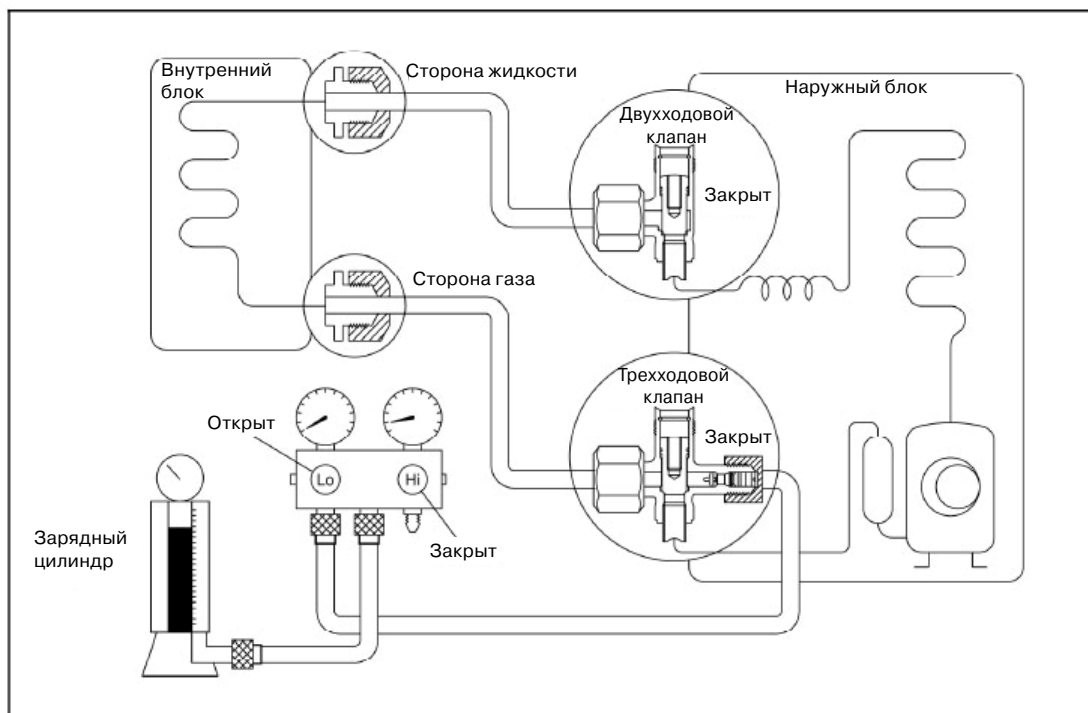 Внутренний
блок
Сторона жидкости
Наружный блок
Двухходовой
клапан
Закрыт
Сторона газа
Трехходовой
клапан
Закрыт
Открыт
Lo
Hi
Закрыт
Зарядный
цилиндр